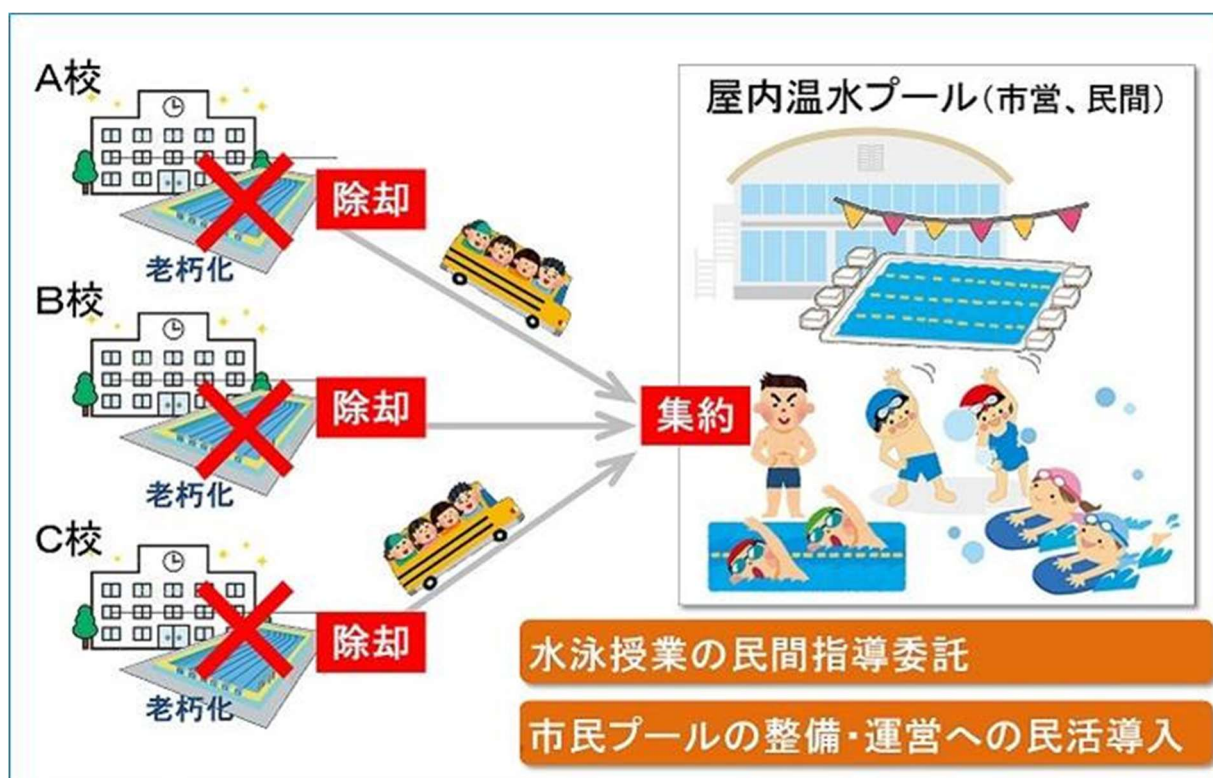 A校
除却
老朽化
B校
除却
老朽化
C校
除却
老朽化
集約
屋内温水プール(市営、民間)
水泳授業の民間指導委託
市民プールの整備・運営への民活導入